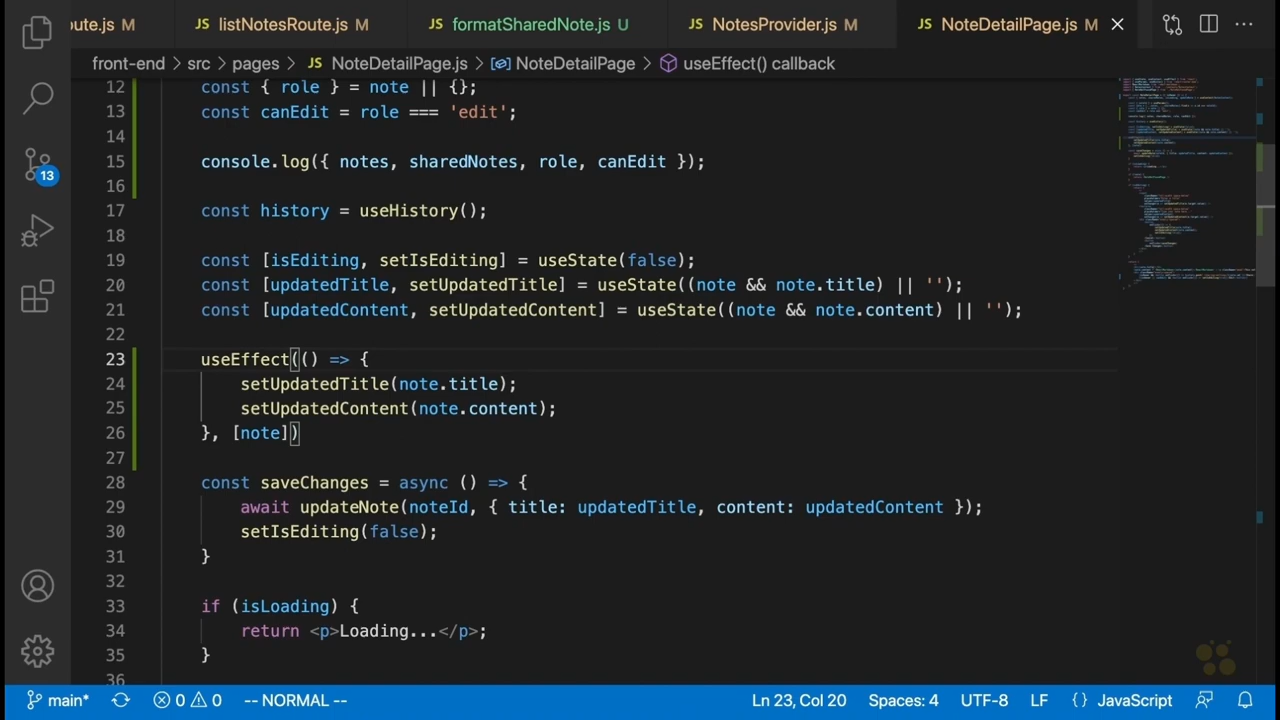 ute.js M JS listNotesRoute.js M JS formatSharedNote.js U JS NotesProvider.js M JS NoteDetailPage.js M
front-end > src > pages > JS NoteDetailPage.js > NoteDetailPage > useEffect() callback
12 const { role } = note || {};
13 const canEdit = role ===
15 console.log({ notes, sharedNotes, role, canEdit });
14
16
17 const history = useHistory();
18
19 const [isEditing, setIsEditing] = useState(false);
20 const [updatedTitle, setUpdatedTitle] = useState((note && note.title) || '');
21 const [updatedContent, setUpdatedContent] = useState((note && note.content) || '');
22
23 useEffect(() => {
24 setUpdatedTitle(note.title);
25 setUpdatedContent(note.content);
26 }, [note])
27
28 const saveChanges = async () => {
29 await updateNote(noteId, { title: updatedTitle, content: updatedContent });
30 setIsEditing(false);
31 }
32
33 if (isLoading) {
34 return <p>Loading...</p>;
35 }
36
13
main* 0 0 -- NORMAL -- Ln 23, Col 20 Spaces: 4 UTF-8 LF {} JavaScript